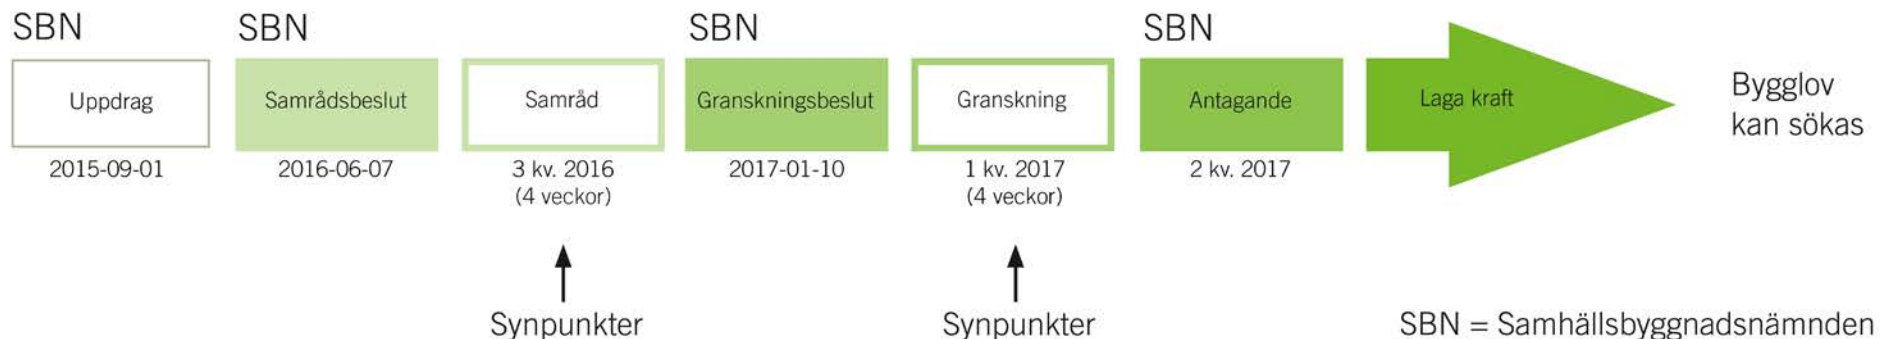 SBN
SBN
SBN
SBN
Uppdrag
Samrådsbeslut
Samråd
Granskningsbeslut
Granskning
Antagande
Laga kraft
Bygglov
kan sökas
2015-09-01
2016-06-07
3 kv. 2016
(4 veckor)
2017-01-10
1 kv. 2017
(4 veckor)
2 kv. 2017
Synpunkter
Synpunkter
SBN = Samhällsbyggnadsnämnden